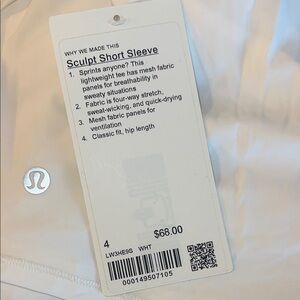 WHY WE MADE THIS
Sculpt Short Sleeve
1. Sprints anyone? This
lightweight tee has mesh fabric
panels for breathability in
sweaty situations
2. Fabric is four-way stretch,
sweat-wicking, and quick-drying
3. Mesh fabric panels for
ventilation
4. Classic fit, hip length
4 $68.00
LW3HE9S WHT
000149507105